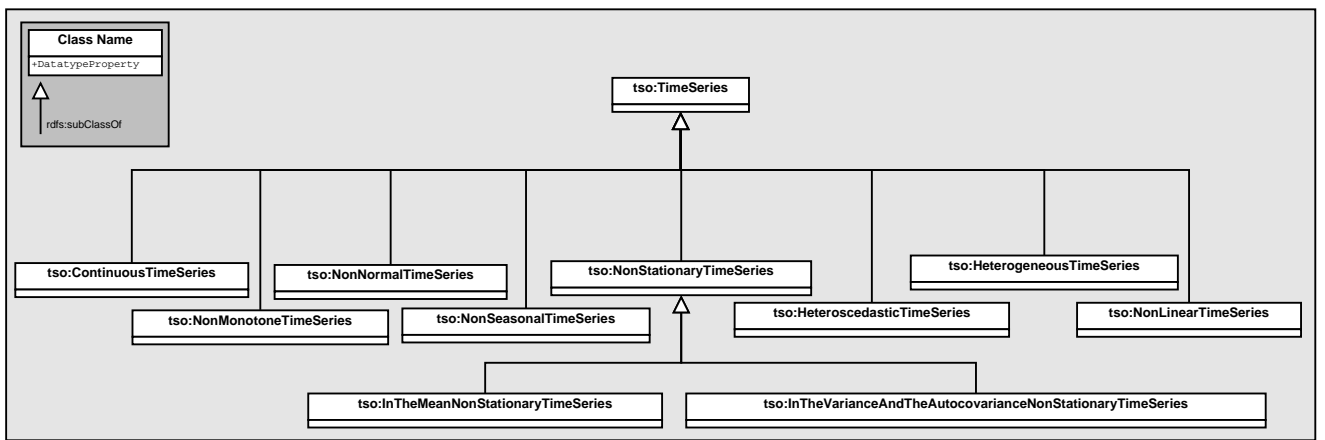 Class Name
+DatatypeProperty
rdfs:subClassOf
tso:TimeSeries
tso:ContinuousTimeSeries
tso:NonNormalTimeSeries
tso:NonStationaryTimeSeries
tso:HeterogeneousTimeSeries
tso:NonMonotoneTimeSeries
tso:NonSeasonalTimeSeries
tso:HeteroscedasticTimeSeries
tso:NonLinearTimeSeries
tso:InTheMeanNonStationaryTimeSeries
tso:InTheVarianceAndTheAutocovarianceNonStationaryTimeSeries